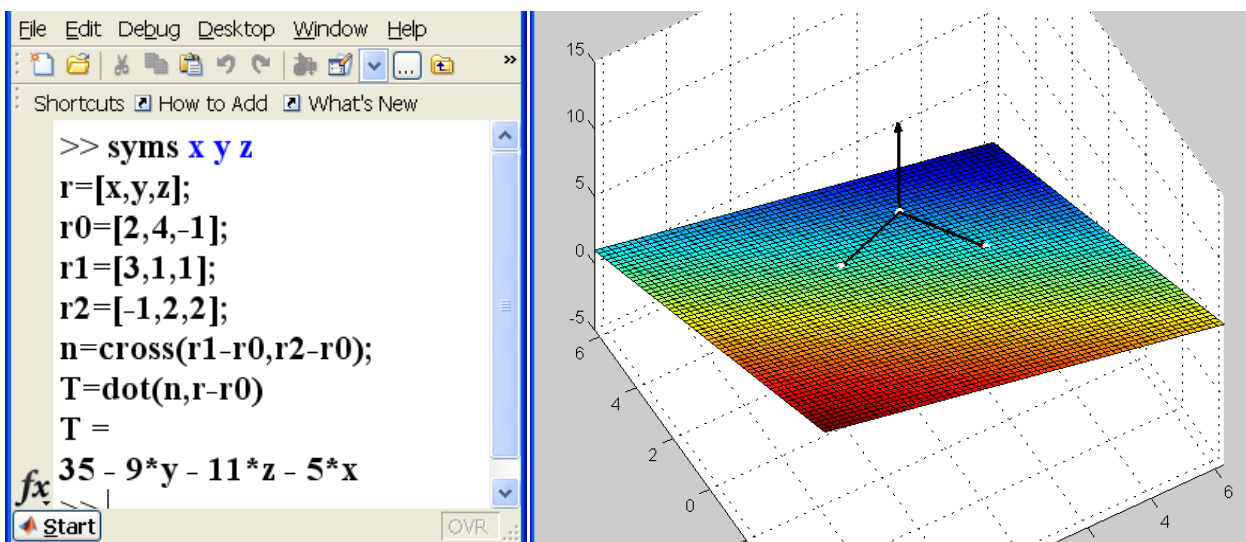 File Edit Debug Desktop Window Help
»
Shortcuts How to Add What's New
>> syms x y z
r=[x,y,z];
r0=[2,4,-1];
r1=[3,1,1];
r2=[-1,2,2];
n=cross(r1-r0,r2-r0);
T=dot(n,r-r0)
T =
35 - 9*y - 11*z - 5*x
fx >>
Start OVR
15
10
5
0
-5
6
4
2
0
6
4